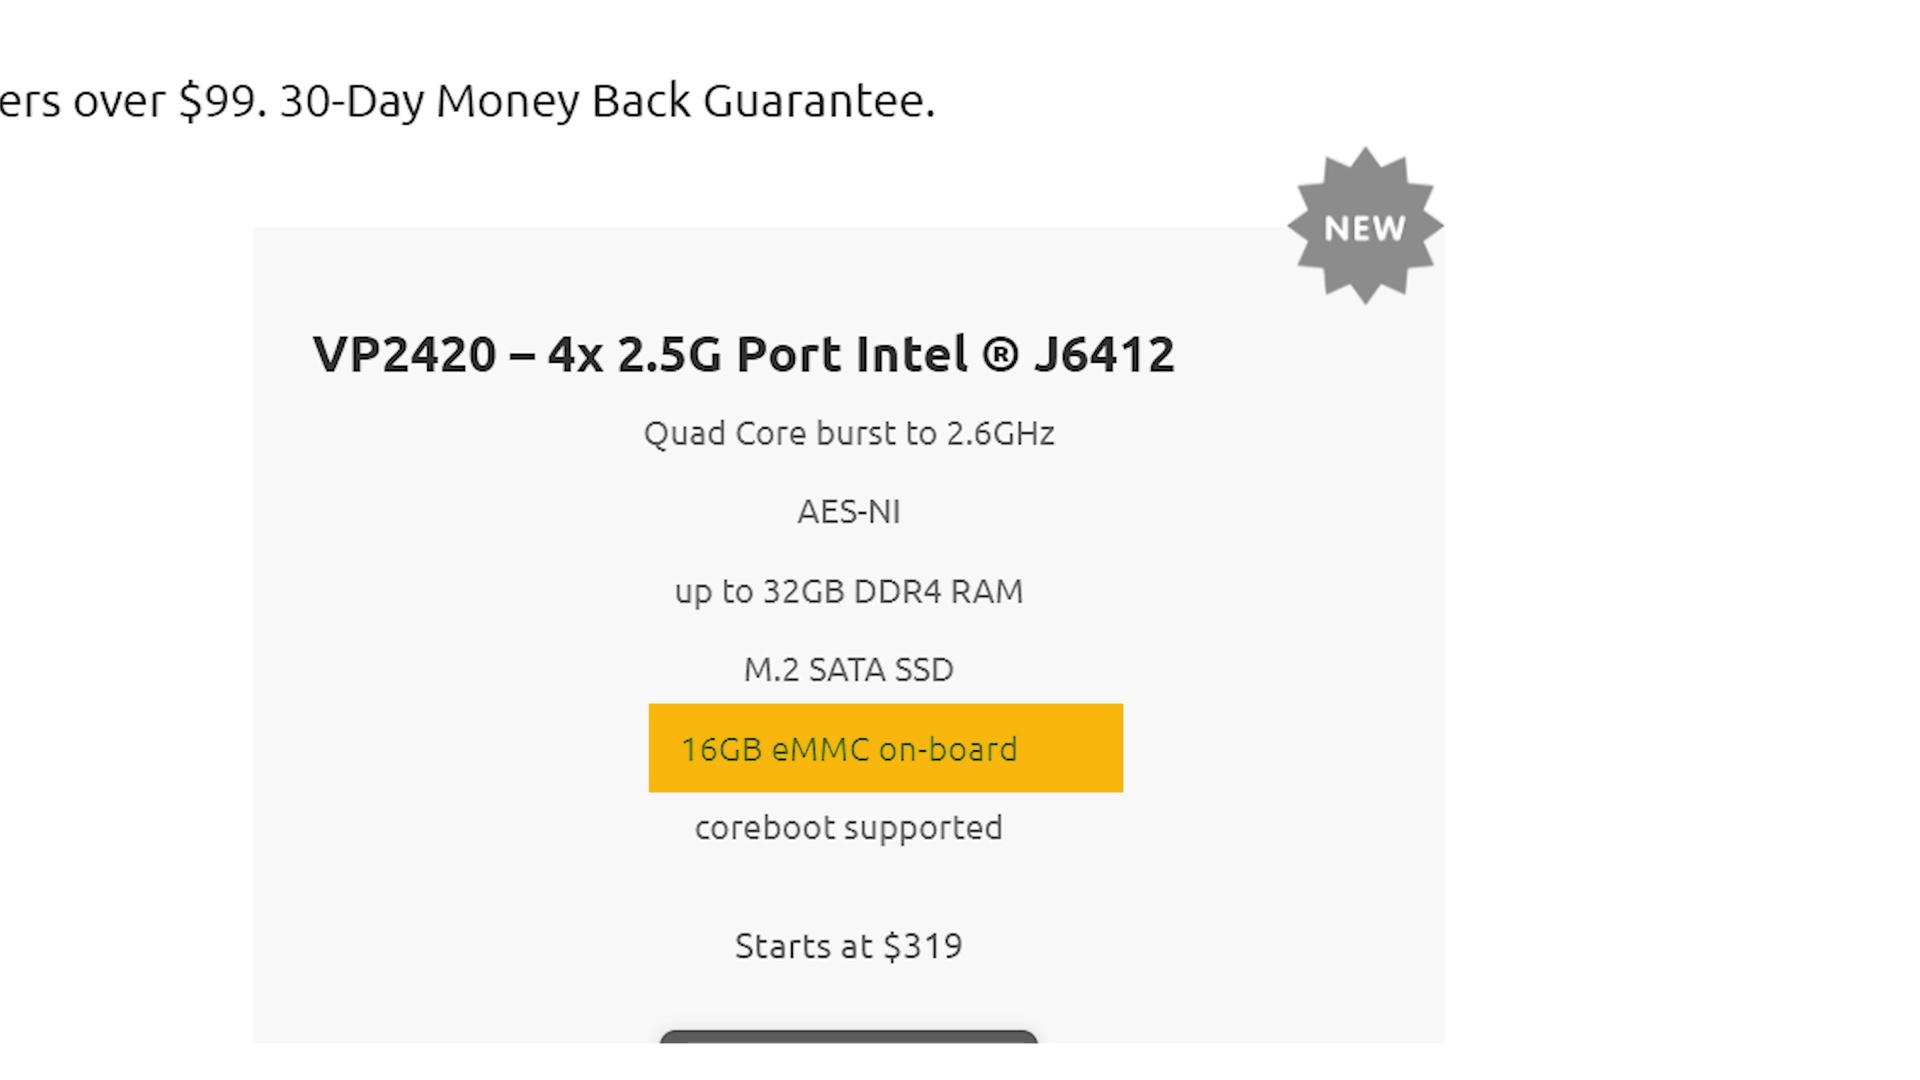 ers over $99. 30-Day Money Back Guarantee.
NEW
VP2420 – 4x 2.5G Port Intel ® J6412
Quad Core burst to 2.6GHz
AES-NI
up to 32GB DDR4 RAM
M.2 SATA SSD
16GB eMMC on-board
coreboot supported
Starts at $319